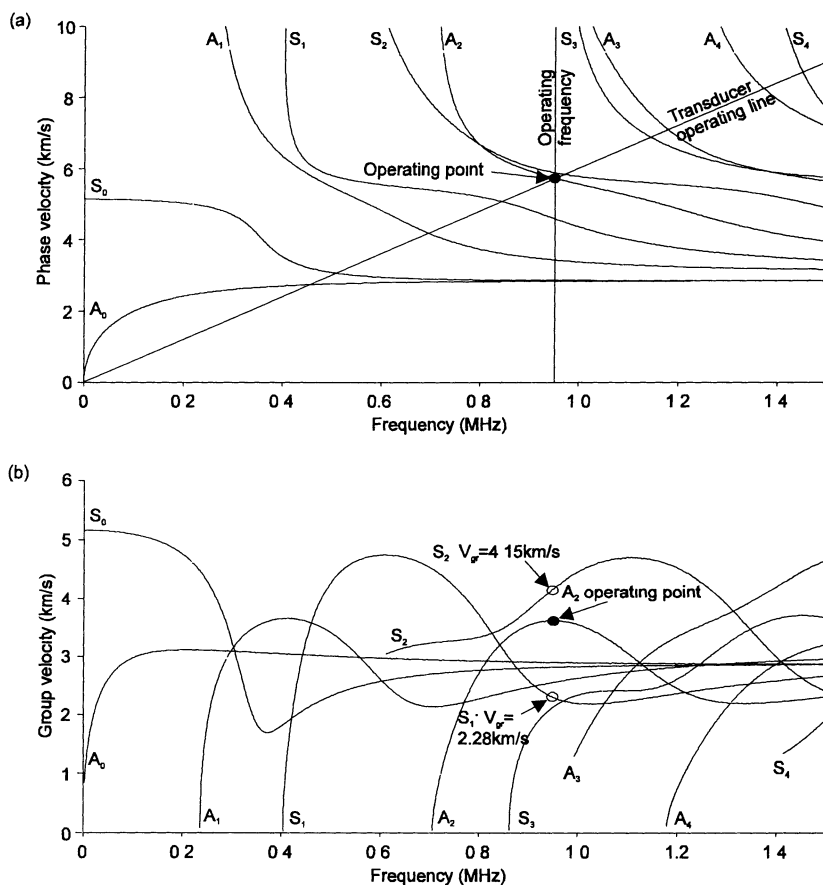 (a)
10
8
6
4
2
0
Phase velocity (km/s)
A₁
S₁
S₂
A₂
S₃
A₃
A₄
S₄
Operating
frequency
Transducer
operating line
Operating point
S₀
A₀
0
0 2
0 4
0 6
0 8
1 0
1 2
1 4
Frequency (MHz)
(b)
6
5
4
3
2
1
0
Group velocity (km/s)
S₀
S₂ Vgr=4 15km/s
A₂ operating point
S₂
S₁· Vgr=
2.28km/s
A₀
A₁
S₁
A₂
S₃
A₃
A₄
S₄
0
0 2
0 4
0 6
0 8
1 0
1 2
1 4
Frequency (MHz)